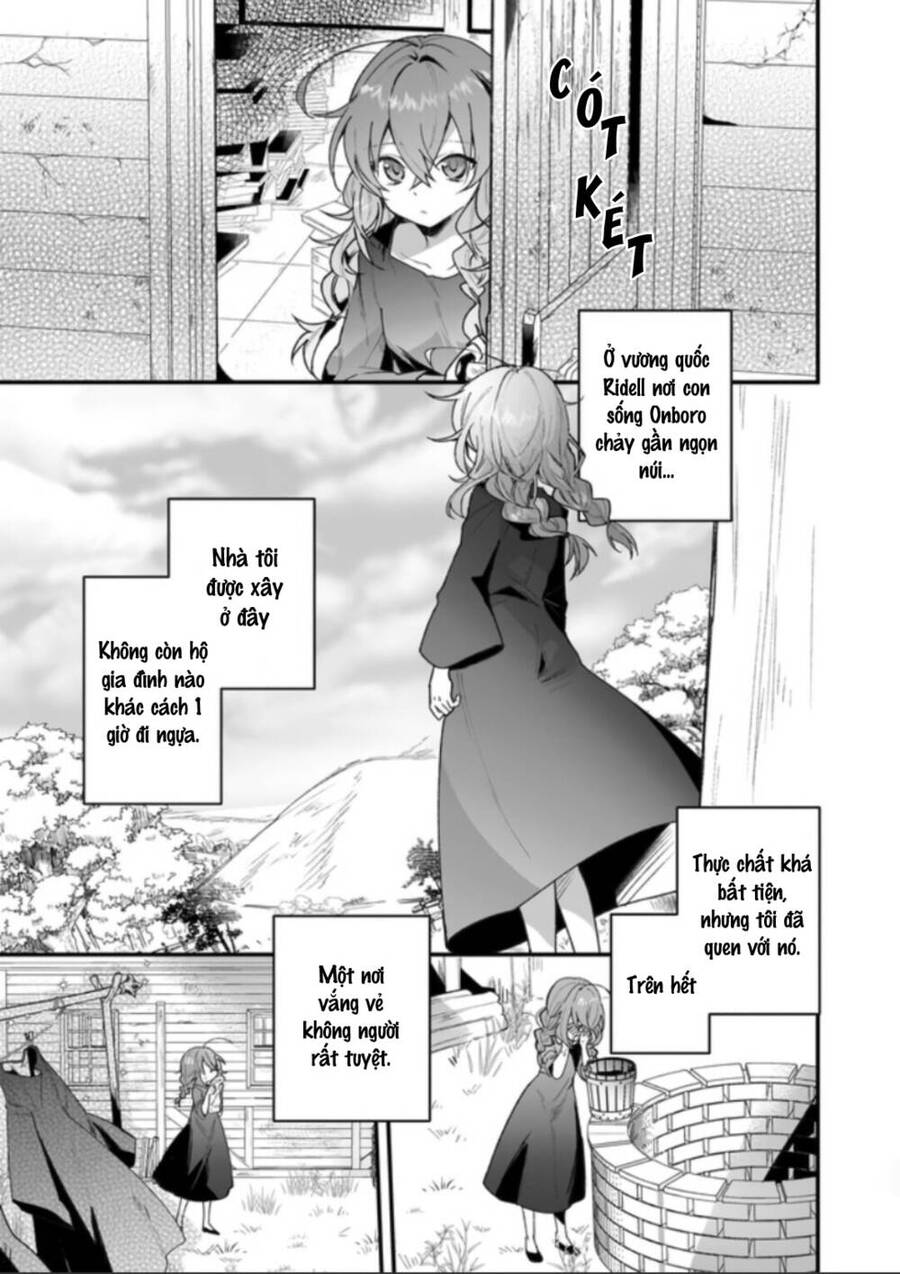 CÓT
KÉT
Ở vương quốc
Ridell nơi con
sống Onboro
chảy gần ngọn
núi...
Nhà tôi
được xây
ở đây
Không còn hộ
gia đình nào
khác cách 1
giờ đi ngựa.
Thực chất khá
bất tiện,
nhưng tôi đã
quen với nó.
Trên hết
Một nơi
vắng vẻ
không người
rất tuyệt.